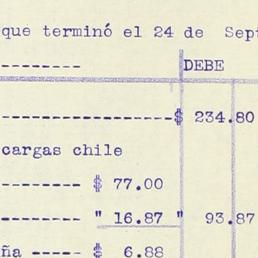 que terminó el 24 de Sept
--------- DEBE
-------------------$ 234.80
cargas chile
-------- $ 77.00
-------- " 16.87 " 93.87
ña ----- $ 6.88